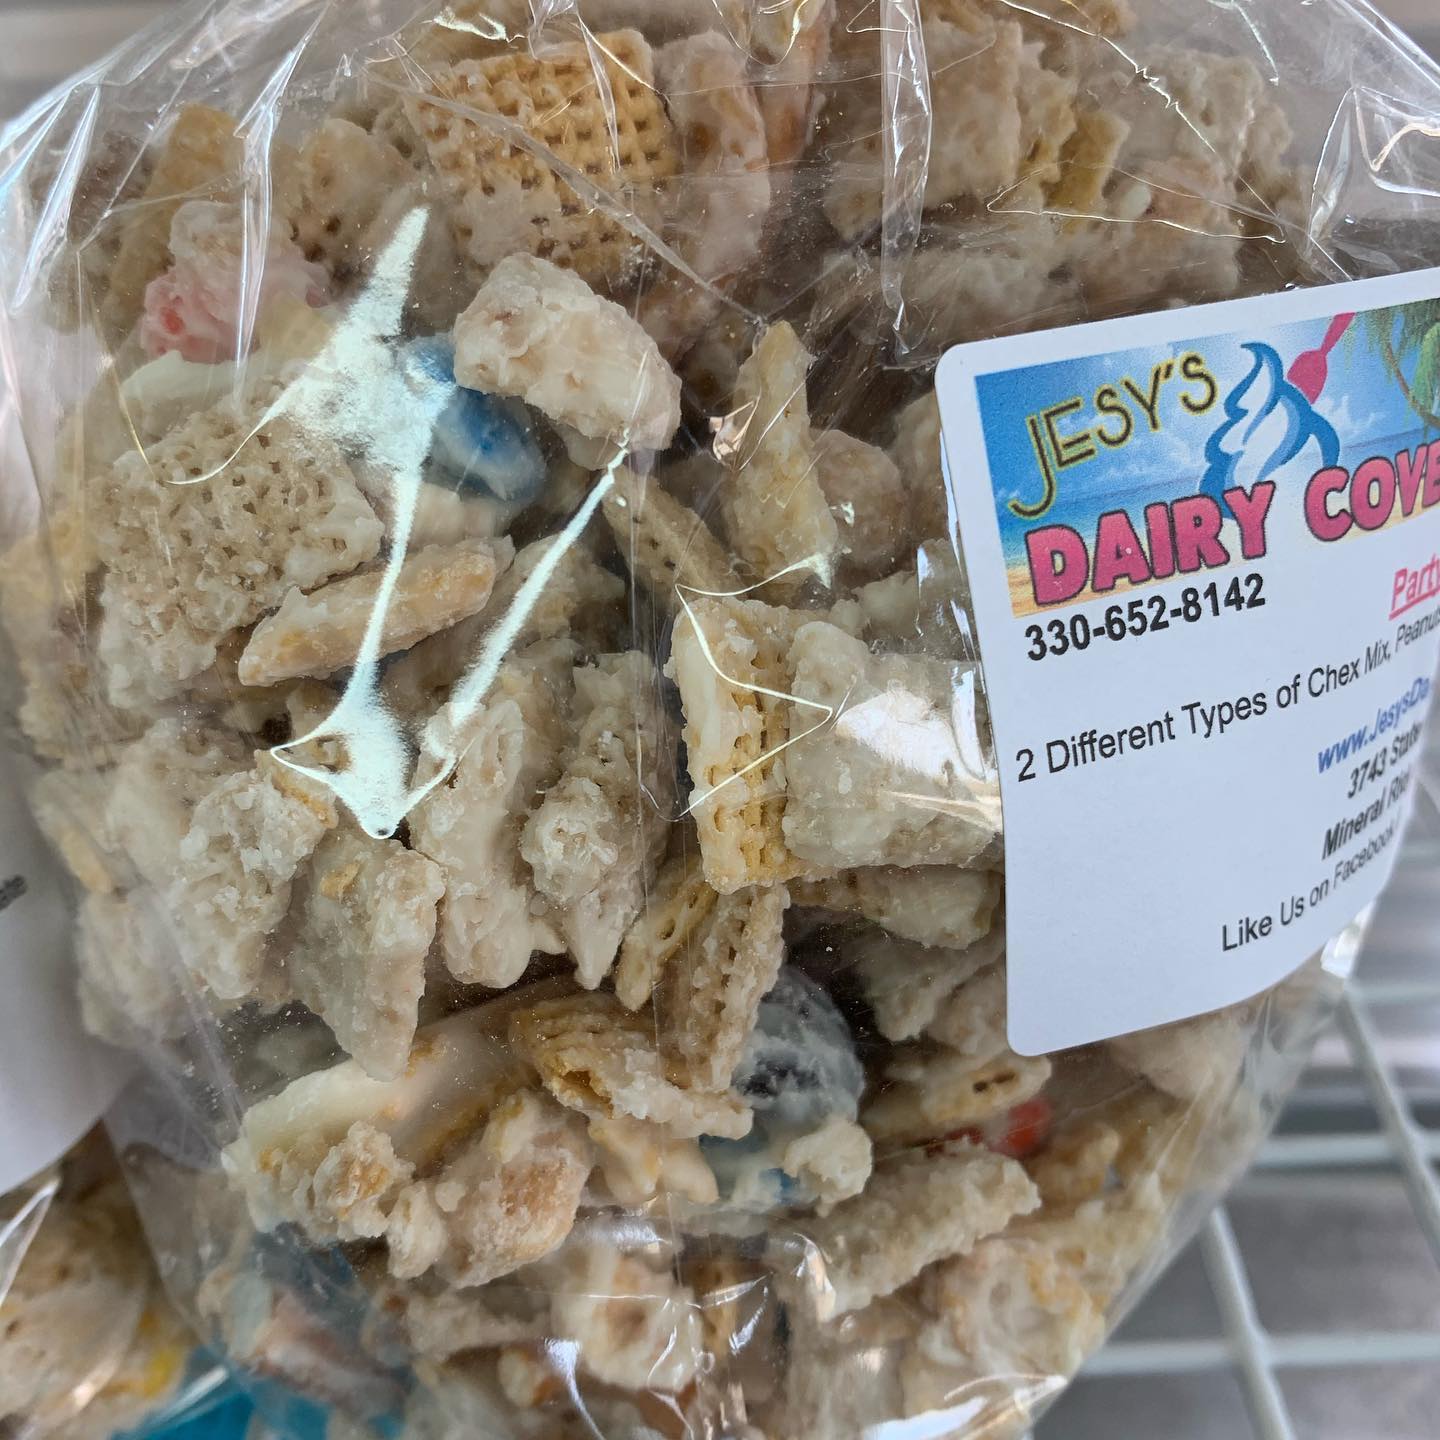 JESY'S
DAIRY COVE
330-652-8142
Party
2 Different Types of Chex Mix, Peanuts
www.JesysDa
3743 State
Mineral Rid
Like Us on Facebook